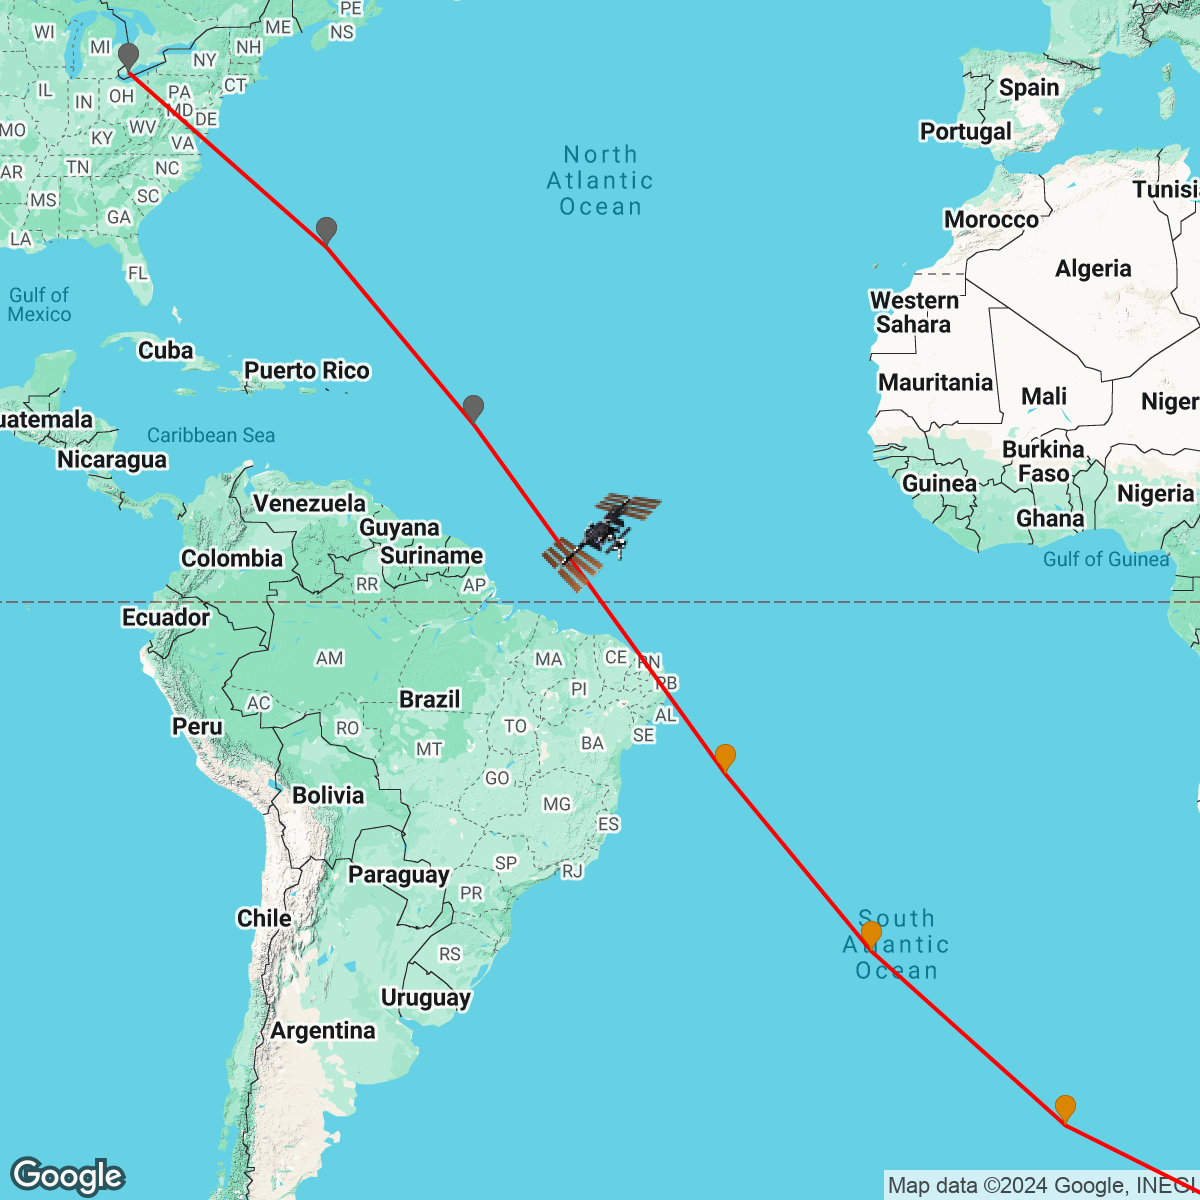 PE
WI
ME
NS
MI
NH
NY
CT
IL
OH
PA
IN
MD
DE
MO
WV
KY
VA
TN
NC
AR
SC
MS
GA
LA
FL
Spain
Portugal
North
Atlantic
Ocean
Tunisi
Morocco
Algeria
Gulf of
Mexico
Western
Sahara
Cuba
Puerto Rico
Mauritania
Mali
Niger
uatemala
Caribbean Sea
Nicaragua
Burkina
Faso
Guinea
Nigeria
Venezuela
Ghana
Guyana
Suriname
Colombia
Gulf of Guinea
RR
AP
Ecuador
AM
MA
CE
RN
PB
PI
AC
Brazil
AL
Peru
RO
TO
SE
MT
BA
GO
Bolivia
MG
ES
SP
RJ
Paraguay
PR
Chile
South
Atlantic
Ocean
RS
Uruguay
Argentina
Google
Map data ©2024 Google, INEGI